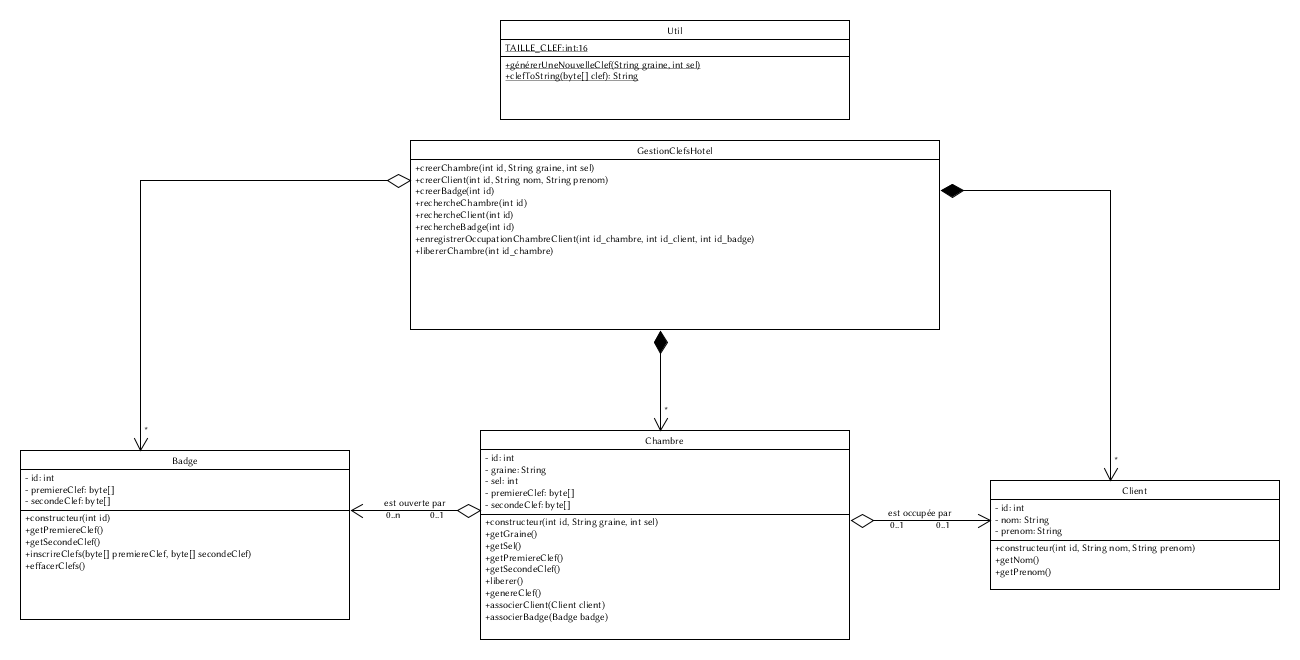 Util
TAILLE_CLEF:int:16
+générerUneNouvelleClef(String graine, int sel)
+clefToString(byte[] clef): String
GestionClefsHotel
+creerChambre(int id, String graine, int sel)
+creerClient(int id, String nom, String prenom)
+creerBadge(int id)
+rechercheChambre(int id)
+rechercheClient(int id)
+rechercheBadge(int id)
+enregistrerOccupationChambreClient(int id_chambre, int id_client, int id_badge)
+libererChambre(int id_chambre)
*
*
*
Badge
- id: int
- premiereClef: byte[]
- secondeClef: byte[]
+constructeur(int id)
+getPremiereClef()
+getSecondeClef()
+inscrireClefs(byte[] premiereClef, byte[] secondeClef)
+effacerClefs()
est ouverte par
0..n 0..1
Chambre
- id: int
- graine: String
- sel: int
- premiereClef: byte[]
- secondeClef: byte[]
+constructeur(int id, String graine, int sel)
+getGraine()
+getSel()
+getPremiereClef()
+getSecondeClef()
+liberer()
+genereClef()
+associerClient(Client client)
+associerBadge(Badge badge)
est occupée par
0..1 0..1
Client
- id: int
- nom: String
- prenom: String
+constructeur(int id, String nom, String prenom)
+getNom()
+getPrenom()